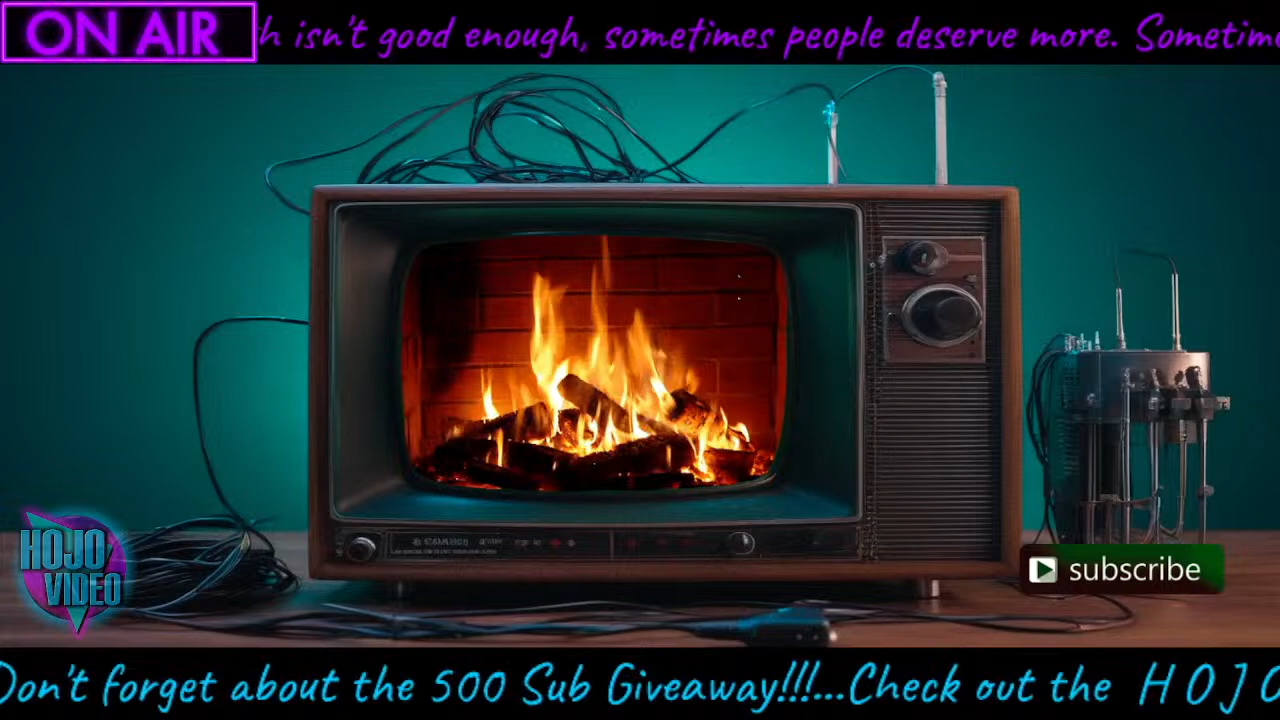 ON AIR
h isn't good enough, sometimes people deserve more. Sometim
HOJO
VIDEO
subscribe
Don't forget about the 500 Sub Giveaway!!!...Check out the H O J O